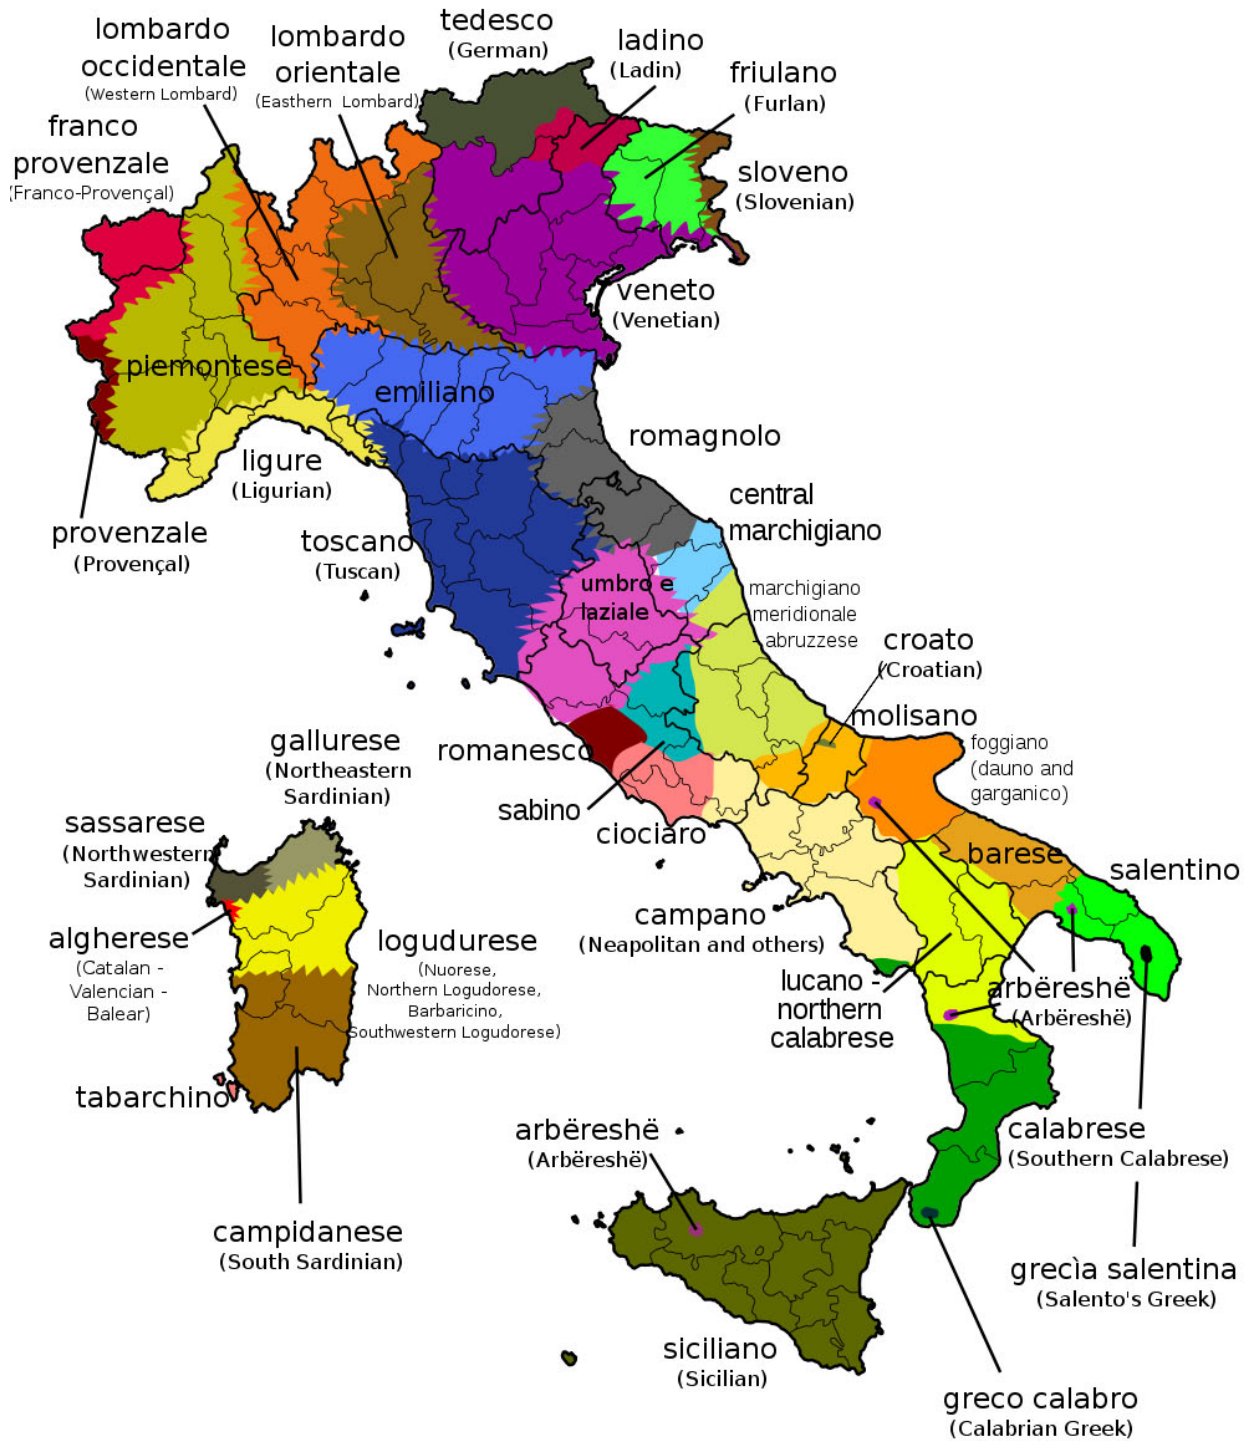 lombardo
occidentale
(Western Lombard)
lombardo
orientale
(Easthern Lombard)
tedesco
(German)
ladino
(Ladin)
friulano
(Furlan)
franco
provenzale
(Franco-Provençal)
sloveno
(Slovenian)
veneto
(Venetian)
piemontese
emiliano
romagnolo
ligure
(Ligurian)
central
marchigiano
provenzale
(Provençal)
toscano
(Tuscan)
umbro e
laziale
marchigiano
meridionale
- abruzzese
croato
(Croatian)
molisano
foggiano
(dauno and
garganico)
romanesco
sabino
ciociaro
gallurese
(Northeastern
Sardinian)
sassarese
(Northwestern
Sardinian)
barese
salentino
algherese
(Catalan -
Valencian -
Balear)
logudurese
(Nuorese,
Northern Logudorese,
Barbaricino,
Southwestern Logudorese)
campano
(Neapolitan and others)
lucano -
northern
calabrese
arbëreshë
(Arbëreshë)
tabarchino
arbëreshë
(Arbëreshë)
calabrese
(Southern Calabrese)
campidanese
(South Sardinian)
grecìa salentina
(Salento's Greek)
siciliano
(Sicilian)
greco calabro
(Calabrian Greek)